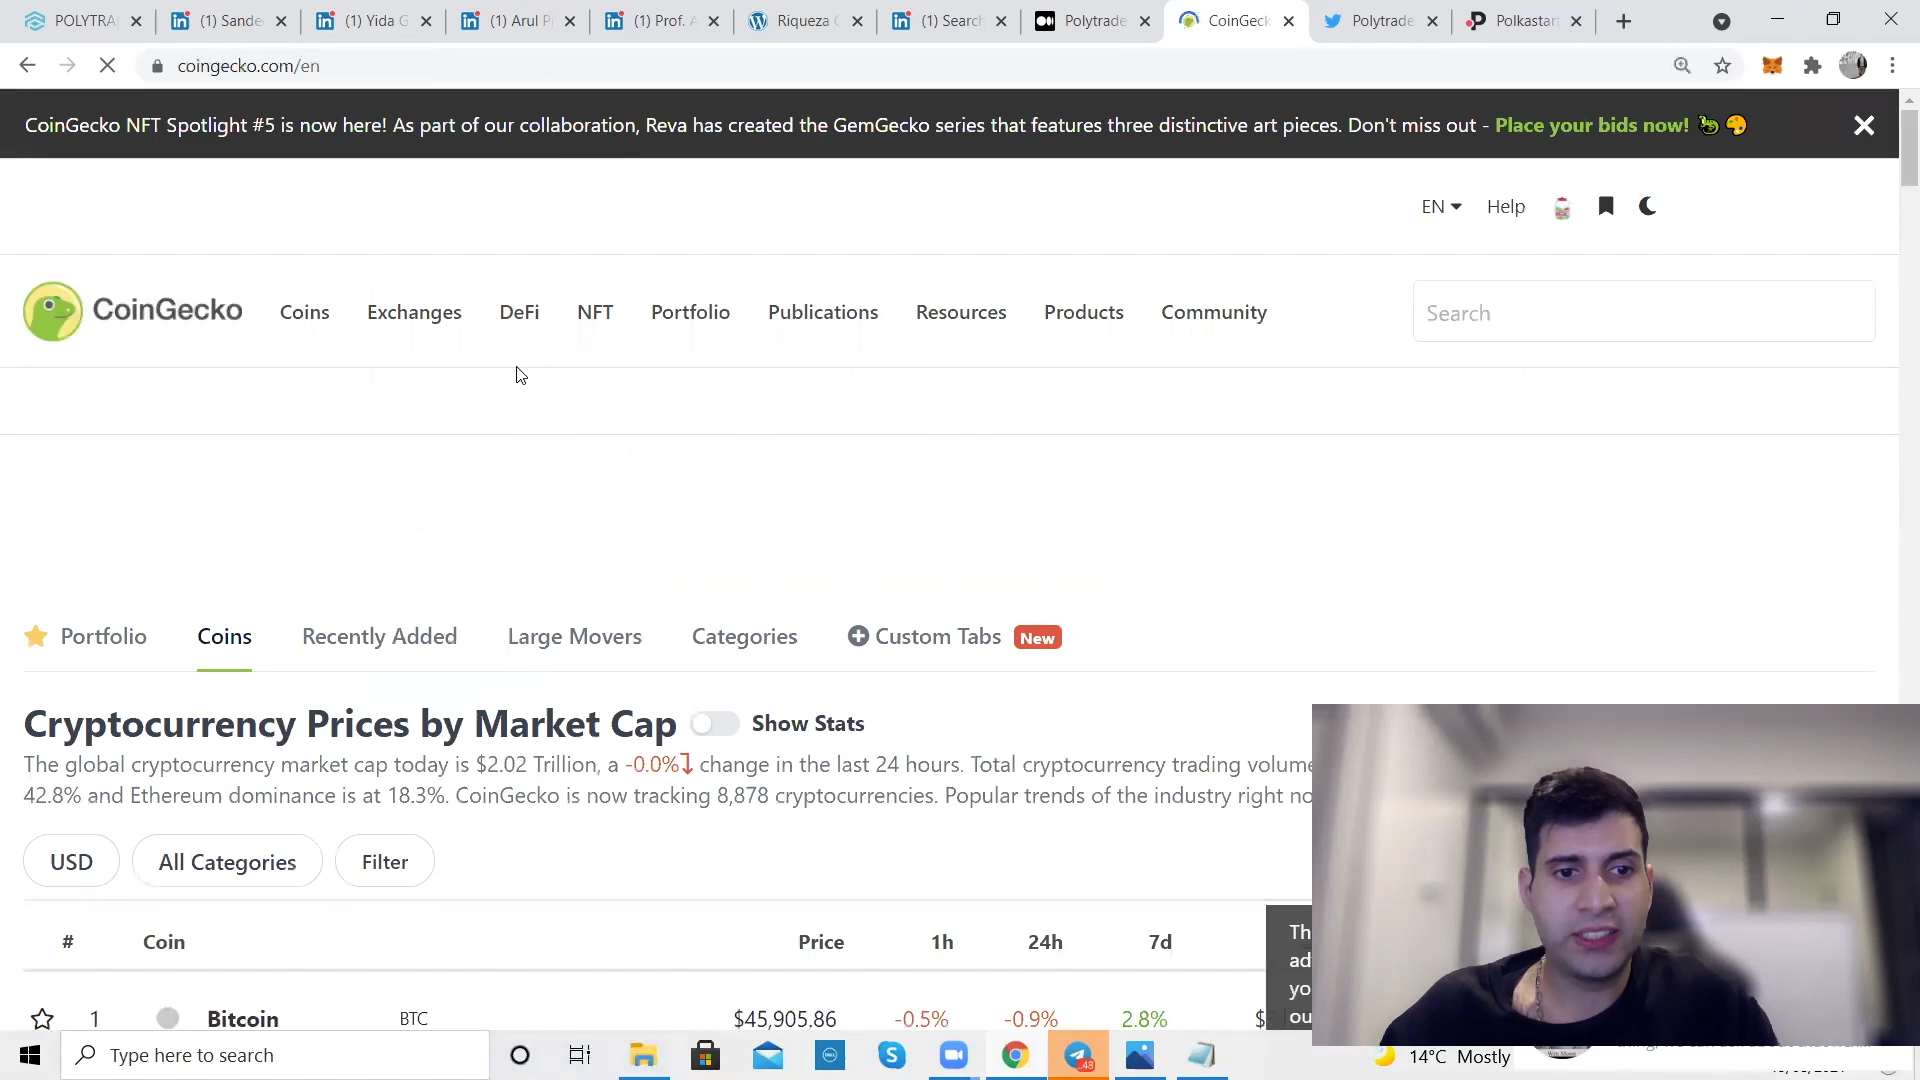 POLYTRA
(1) Sande
(1) Yida G
(1) Arul P
(1) Prof. A
Riqueza C
(1) Search
Polytrade
CoinGeck
Polytrade
Polkastar
coingecko.com/en
CoinGecko NFT Spotlight #5 is now here! As part of our collaboration, Reva has created the GemGecko series that features three distinctive art pieces. Don't miss out - Place your bids now!
EN
Help
CoinGecko
Coins
Exchanges
DeFi
NFT
Portfolio
Publications
Resources
Products
Community
Search
Portfolio
Coins
Recently Added
Large Movers
Categories
Custom Tabs
New
Cryptocurrency Prices by Market Cap
Show Stats
The global cryptocurrency market cap today is $2.02 Trillion, a -0.0% change in the last 24 hours. Total cryptocurrency trading volume
42.8% and Ethereum dominance is at 18.3%. CoinGecko is now tracking 8,878 cryptocurrencies. Popular trends of the industry right no
USD
All Categories
Filter
# Coin Price 1h 24h 7d
1 Bitcoin BTC $45,905.86 -0.5% -0.9% 2.8% $
Th
ad
yo
ou
Type here to search
DELL
48
14°C Mostly